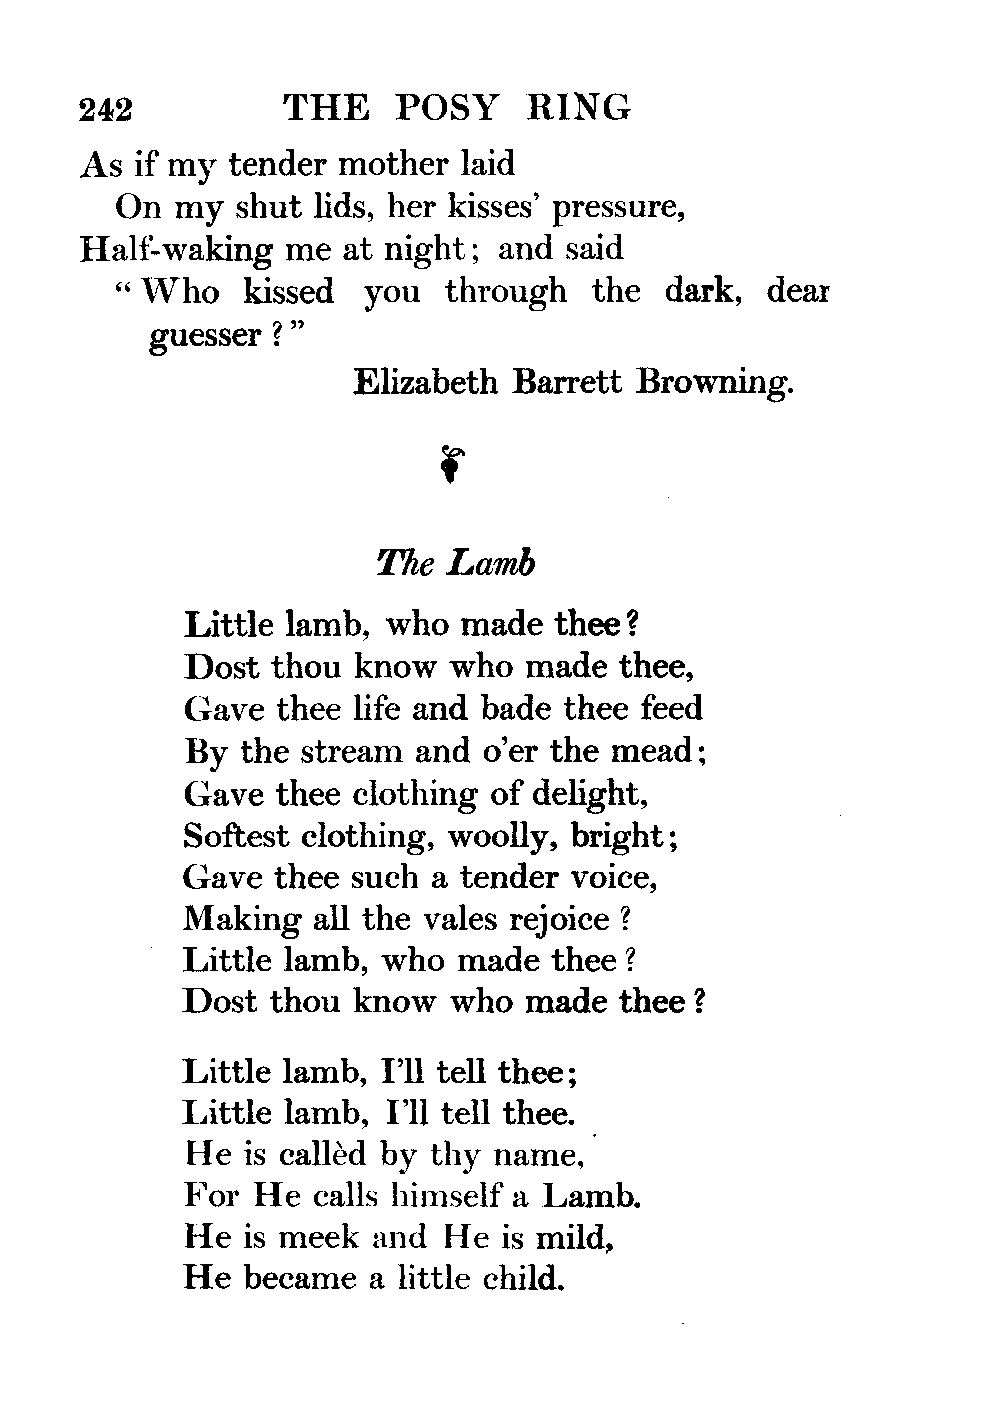 242 THE POSY RING
As if my tender mother laid
On my shut lids, her kisses' pressure,
Half-waking me at night; and said
"Who kissed you through the dark, dear
guesser?"
Elizabeth Barrett Browning.
The Lamb
Little lamb, who made thee?
Dost thou know who made thee,
Gave thee life and bade thee feed
By the stream and o'er the mead;
Gave thee clothing of delight,
Softest clothing, woolly, bright;
Gave thee such a tender voice,
Making all the vales rejoice?
Little lamb, who made thee?
Dost thou know who made thee?
Little lamb, I'll tell thee;
Little lamb, I'll tell thee.
He is callèd by thy name,
For He calls himself a Lamb.
He is meek and He is mild,
He became a little child.